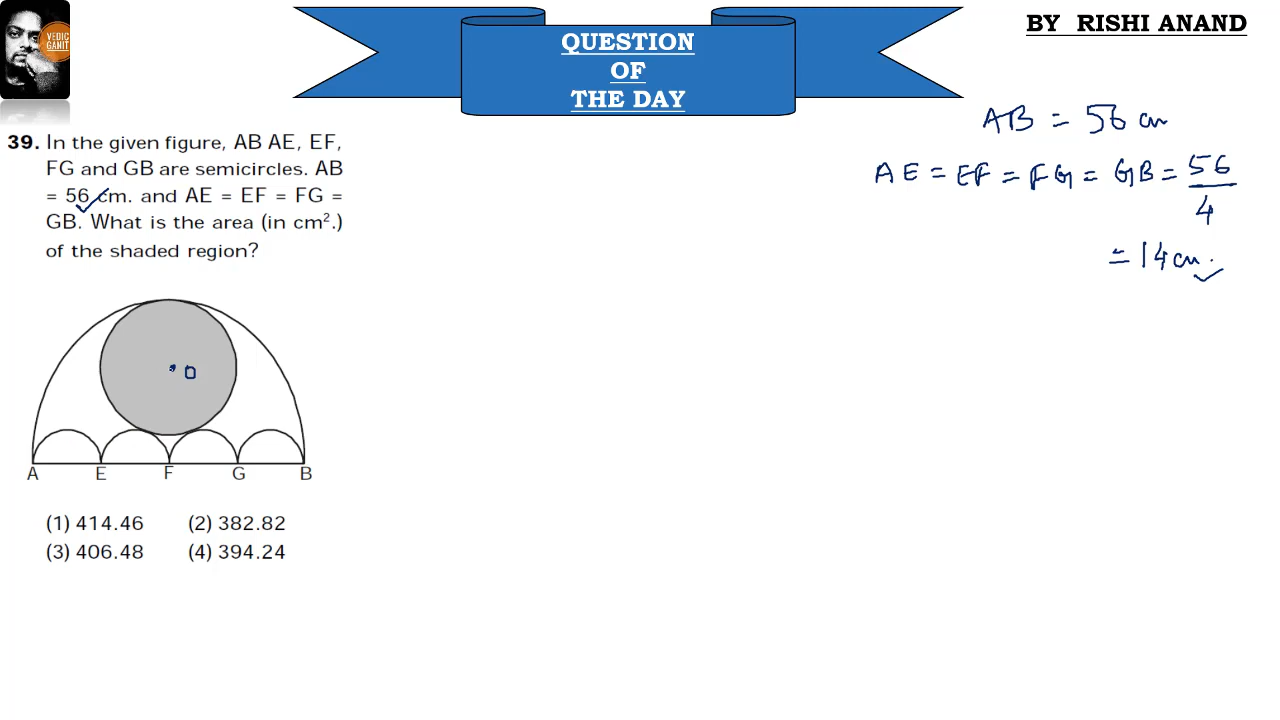 VEDIC
GANIT
QUESTION
OF
THE DAY
BY RISHI ANAND
39. In the given figure, AB AE, EF,
FG and GB are semicircles. AB
= 56 cm. and AE = EF = FG =
GB. What is the area (in cm².)
of the shaded region?
AB = 56 cm
AE = EF = FG = GB = 56/4
= 14 cm.
O
A E F G B
(1) 414.46 (2) 382.82
(3) 406.48 (4) 394.24